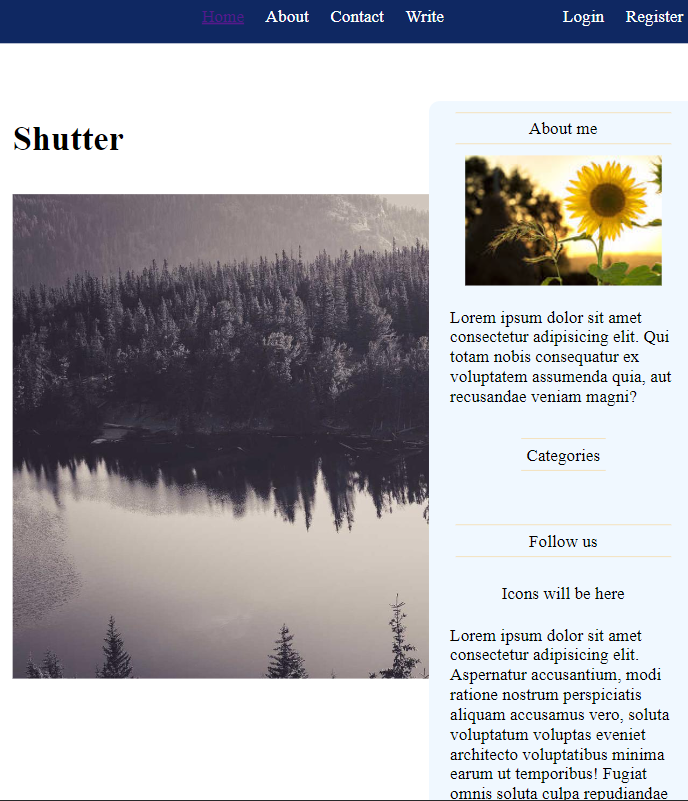 Home About Contact Write Login Register
Shutter
About me
Lorem ipsum dolor sit amet
consectetur adipisicing elit. Qui
totam nobis consequatur ex
voluptatem assumenda quia, aut
recusandae veniam magni?
Categories
Follow us
Icons will be here
Lorem ipsum dolor sit amet
consectetur adipisicing elit.
Aspernatur accusantium, modi
ratione nostrum perspiciatis
aliquam accusamus vero, soluta
voluptatum voluptas eveniet
architecto voluptatibus minima
earum ut temporibus! Fugiat
omnis soluta culpa repudiandae